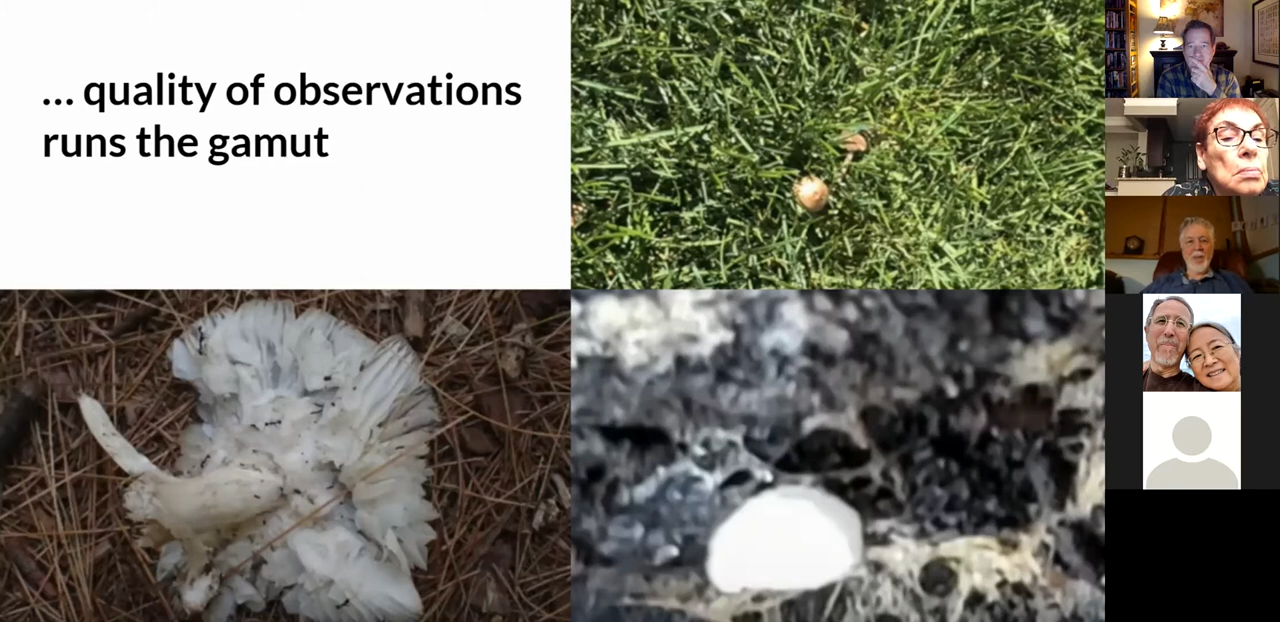 ... quality of observations
runs the gamut